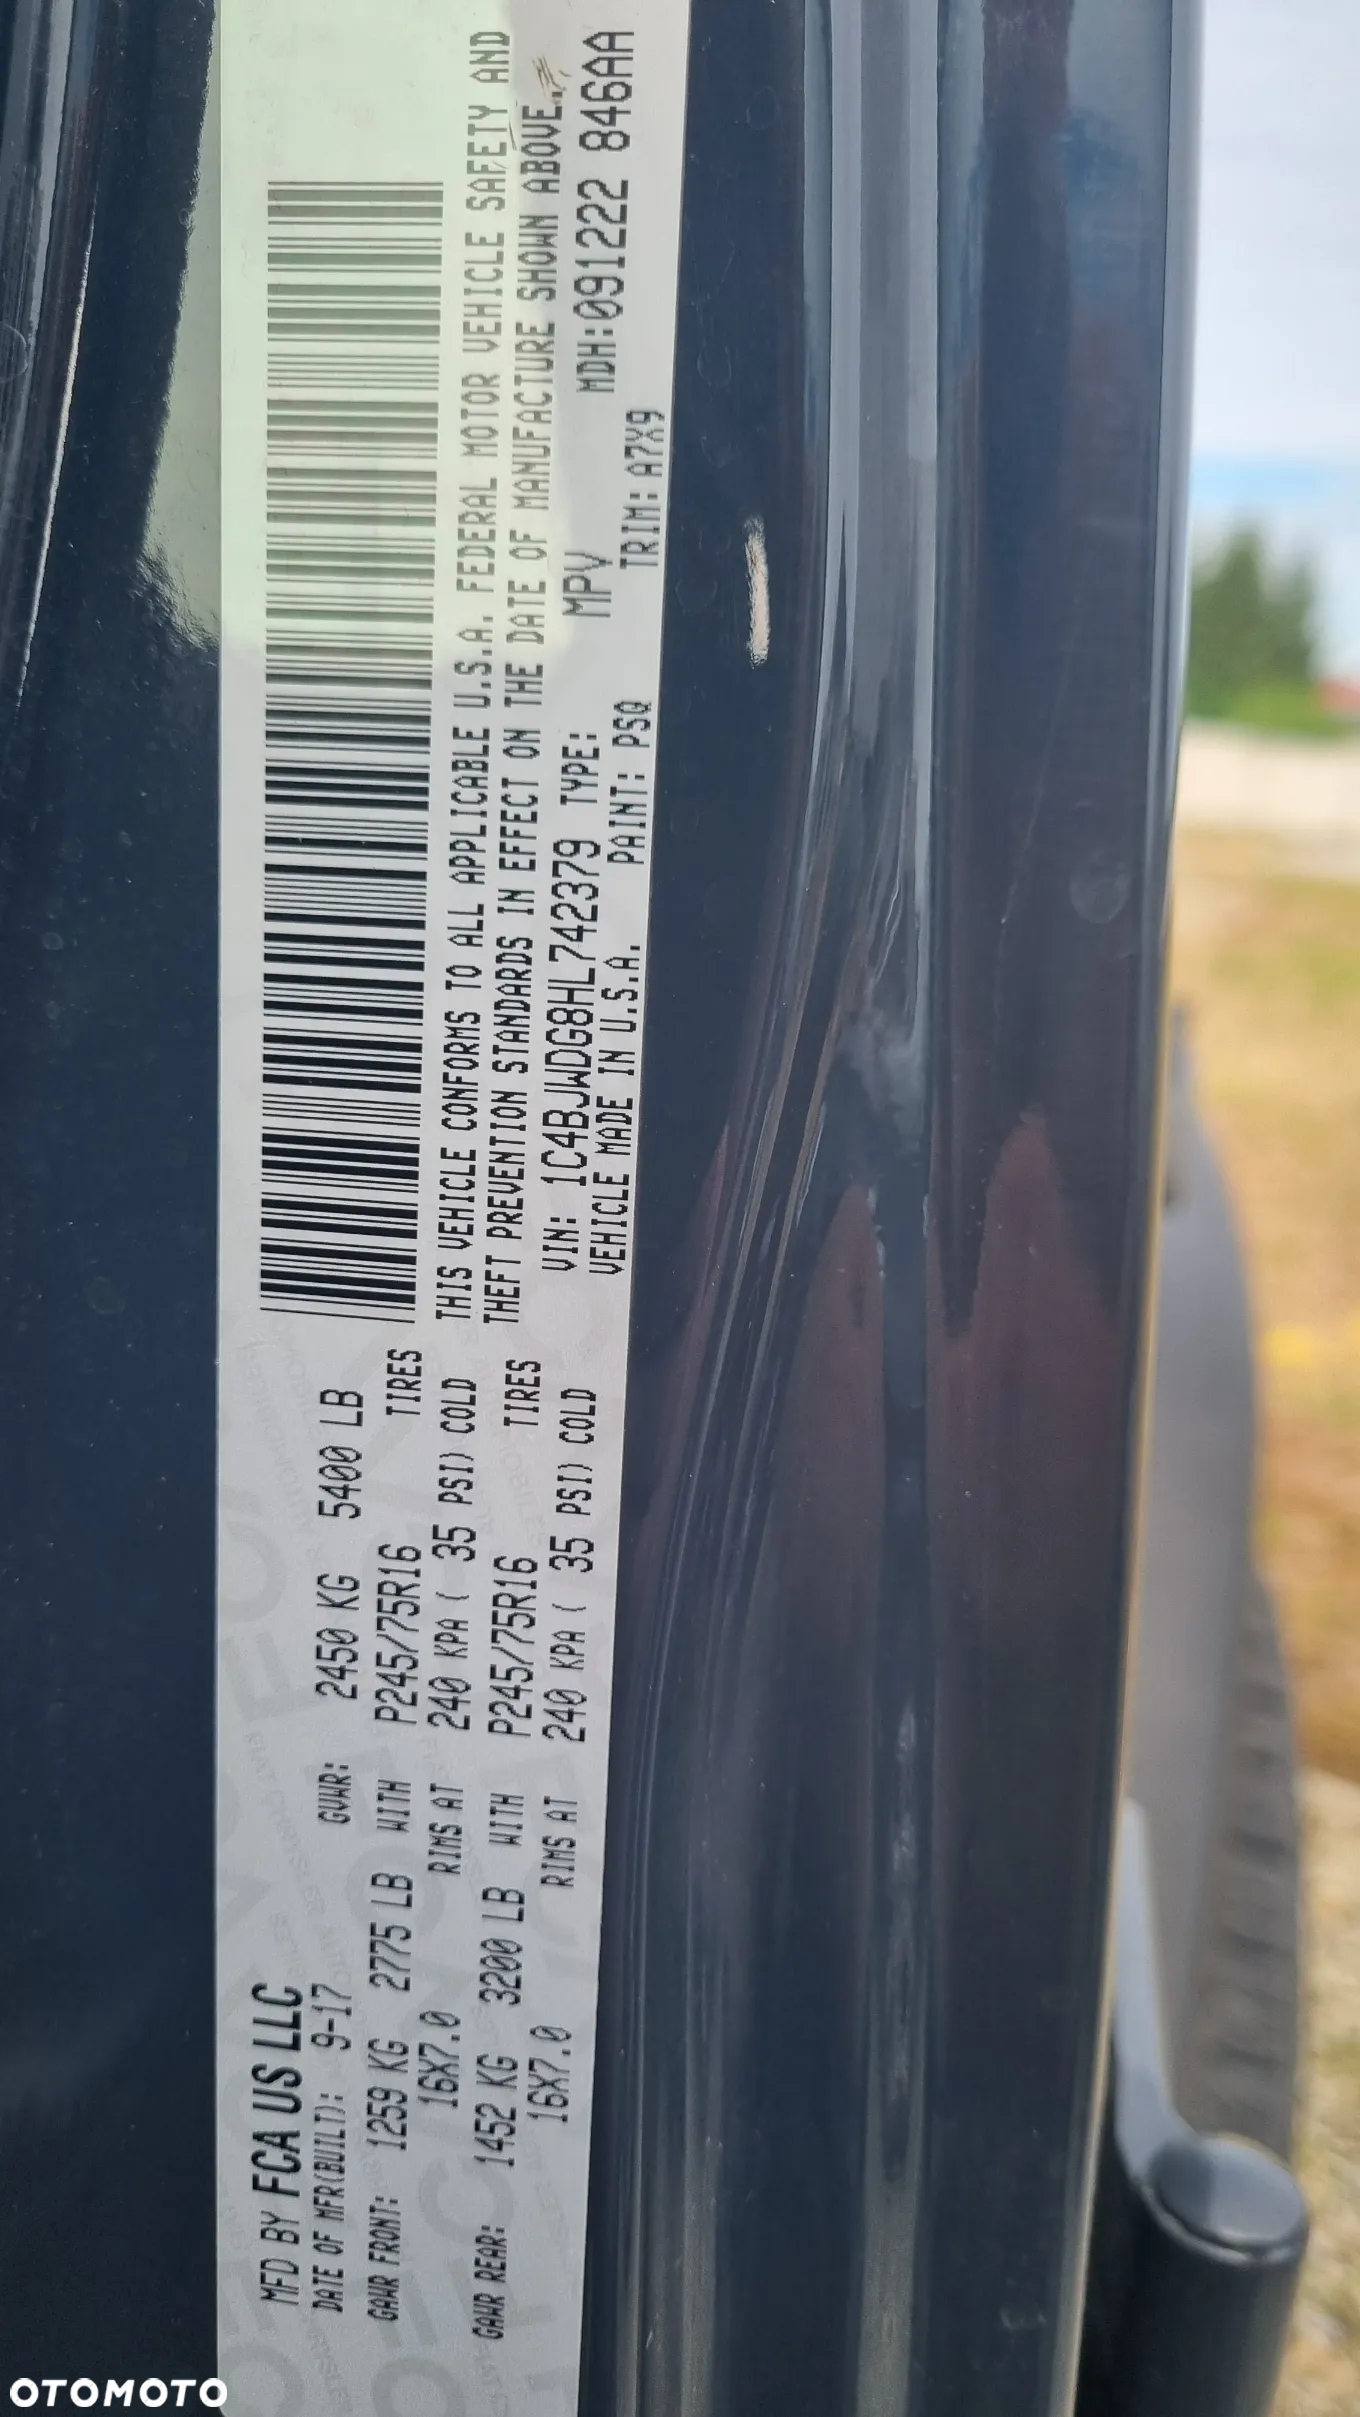 MFD BY FCA US LLC
DATE OF MFR(BUILT): 9-17 GVWR: 2450 KG 5400 LB
GAWR FRONT: 1259 KG 2775 LB WITH P245/75R16 TIRES
16X7.0 RIMS AT 240 KPA ( 35 PSI) COLD
GAWR REAR: 1452 KG 3200 LB WITH P245/75R16 TIRES
16X7.0 RIMS AT 240 KPA ( 35 PSI) COLD
THIS VEHICLE CONFORMS TO ALL APPLICABLE U.S.A. FEDERAL MOTOR VEHICLE SAFETY AND
THEFT PREVENTION STANDARDS IN EFFECT ON THE DATE OF MANUFACTURE SHOWN ABOVE.
VIN: 1C4BJWDG8HL742379 TYPE: MPV MDH:091222 846AA
VEHICLE MADE IN U.S.A. PAINT: PSQ TRIM: A7X9
OTOMOTO